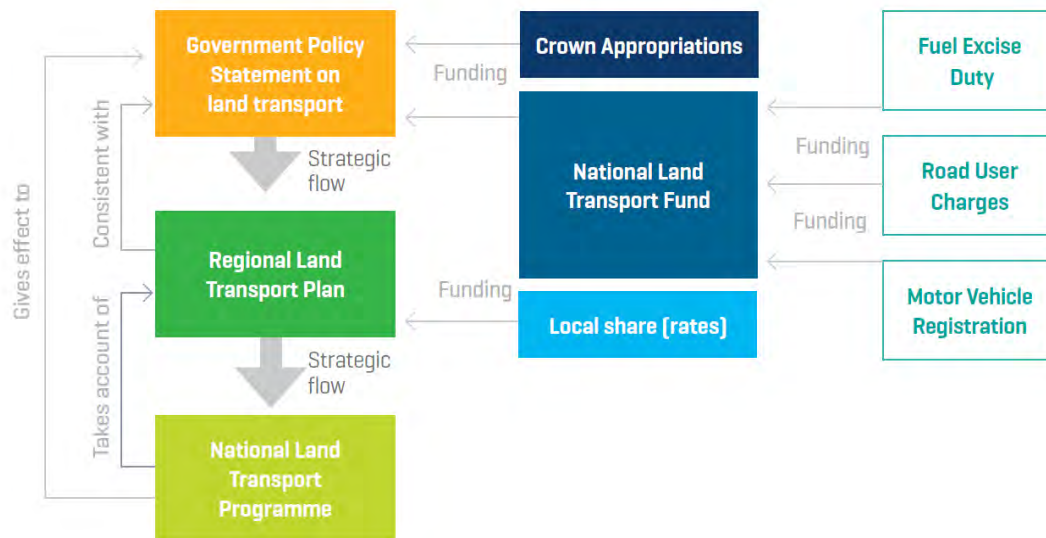 Government Policy
Statement on
land transport
Crown Appropriations
Fuel Excise
Duty
Funding
Consistent with
Strategic
flow
National Land
Transport Fund
Funding
Road User
Charges
Funding
Gives effect to
Regional Land
Transport Plan
Funding
Local share (rates)
Motor Vehicle
Registration
Takes account of
Strategic
flow
National Land
Transport
Programme